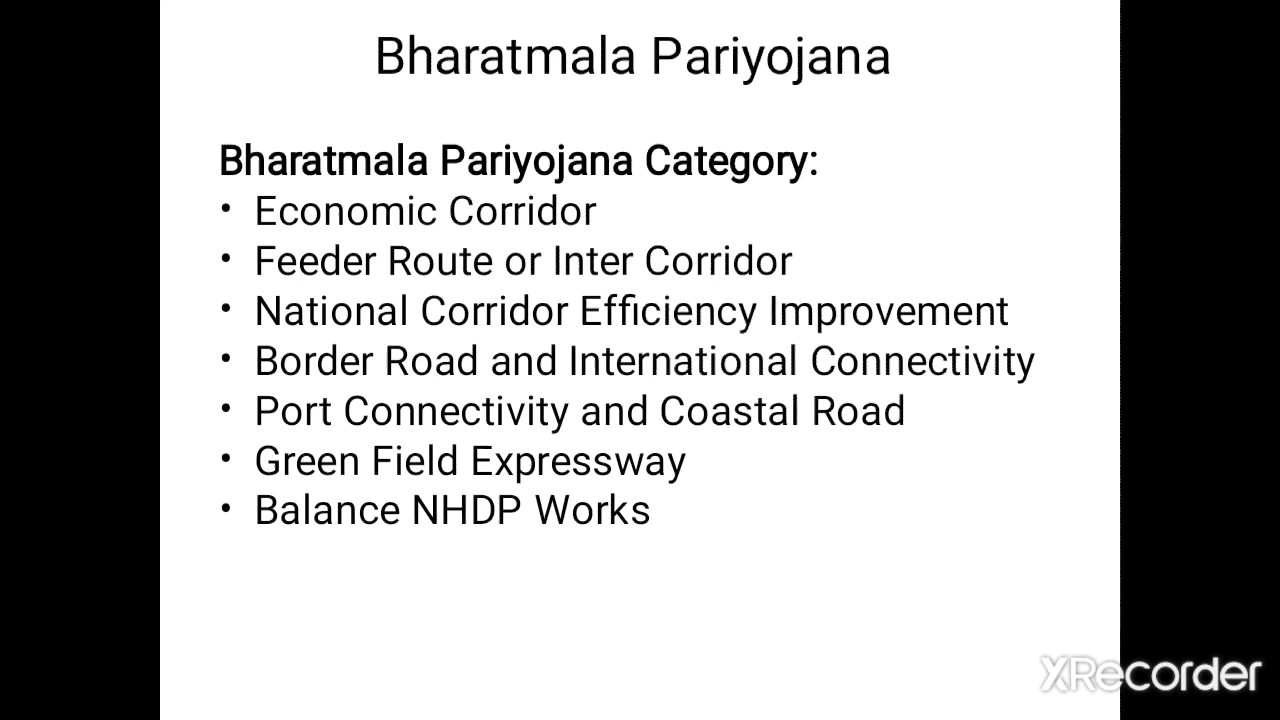 Bharatmala Pariyojana
Bharatmala Pariyojana Category:
• Economic Corridor
• Feeder Route or Inter Corridor
• National Corridor Efficiency Improvement
• Border Road and International Connectivity
• Port Connectivity and Coastal Road
• Green Field Expressway
• Balance NHDP Works
XRecorder